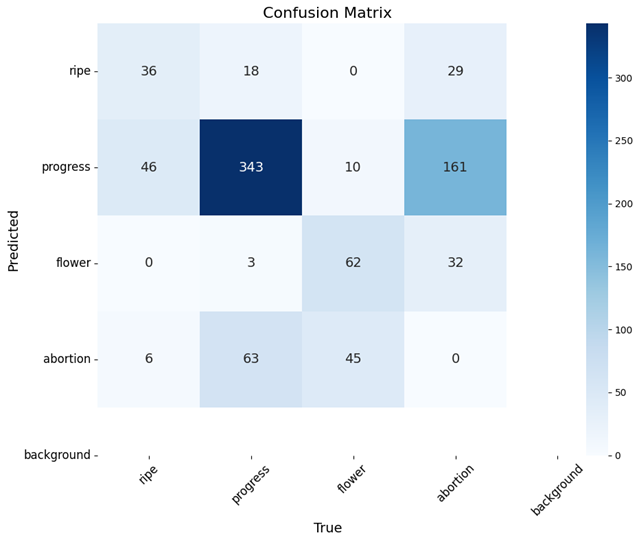 Confusion Matrix
ripe
36 18 0 29
progress
46 343 10 161
flower
0 3 62 32
abortion
6 63 45 0
background
ripe progress flower abortion background
True
Predicted
300
250
200
150
100
50
0